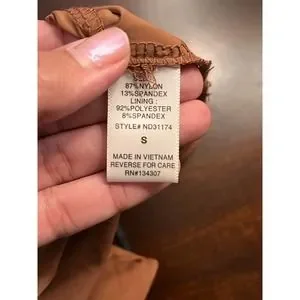 87%NYLON
13%SPANDEX
LINING :
92%POLYESTER
8%SPANDEX
STYLE# ND31174
S
MADE IN VIETNAM
REVERSE FOR CARE
RN#134307